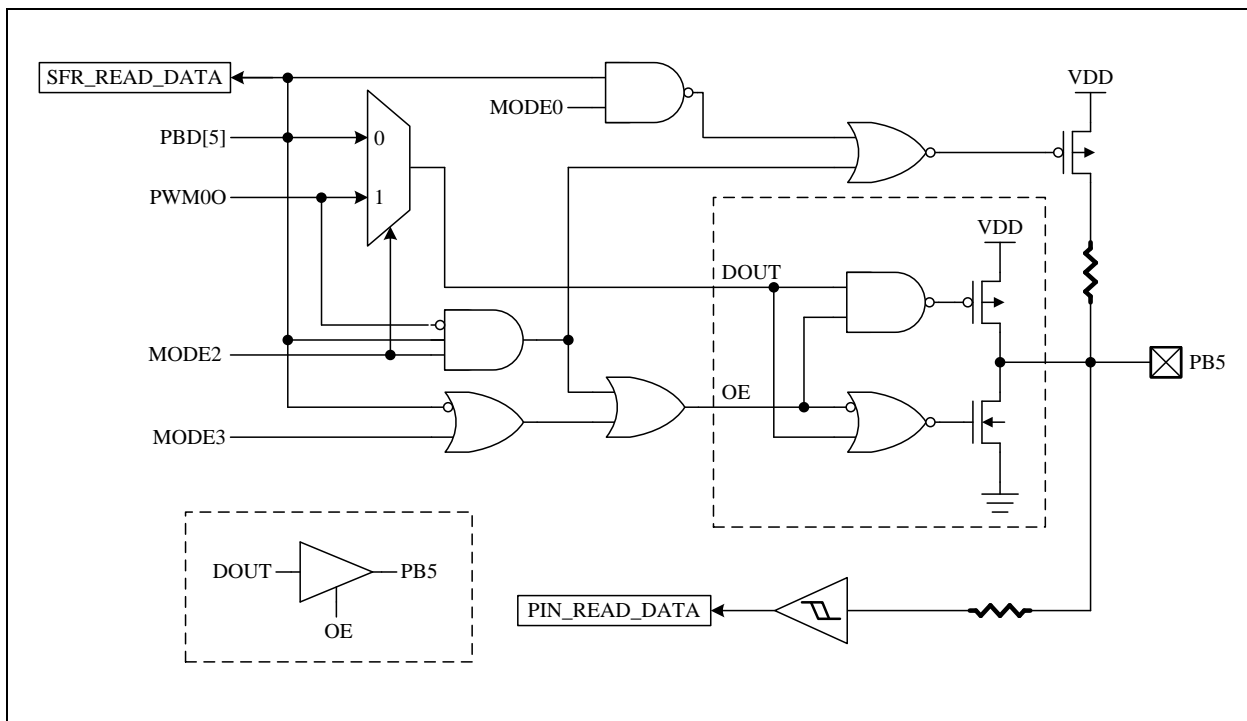 SFR_READ_DATA
VDD
MODE0
PBD[5]
0
PWM0O
1
VDD
DOUT
MODE2
PB5
OE
MODE3
DOUT
PB5
OE
PIN_READ_DATA